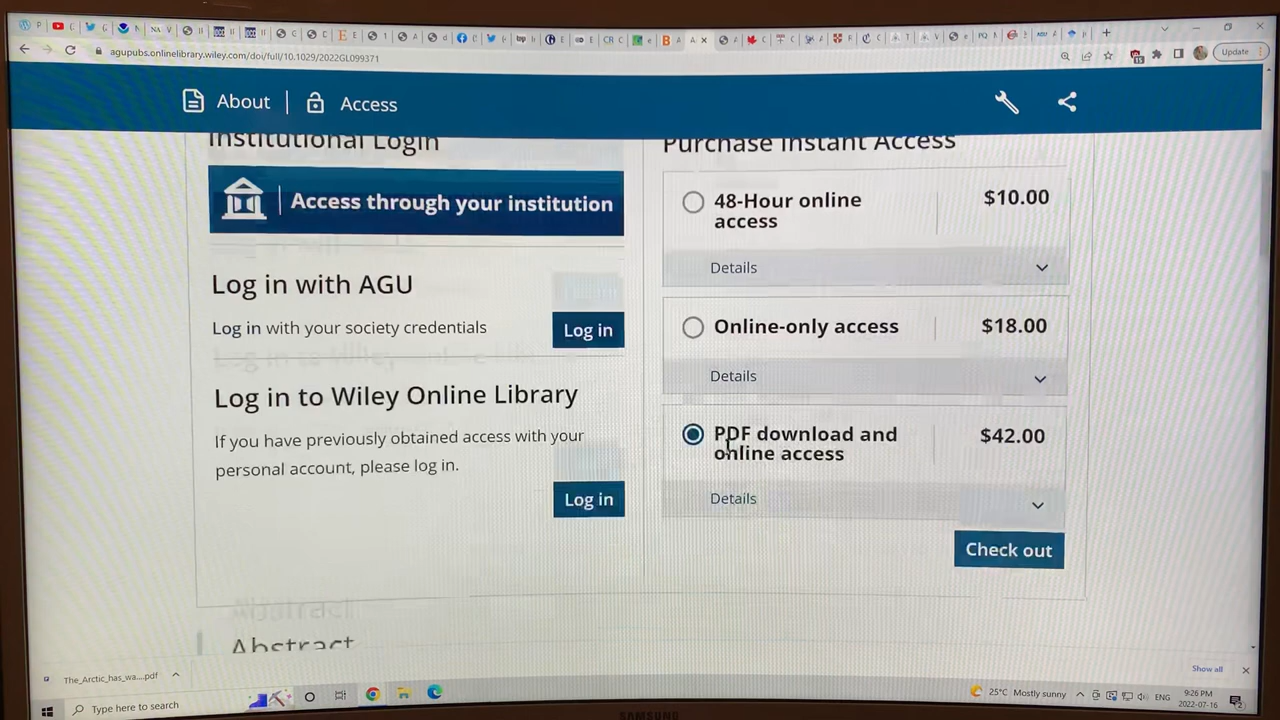 agupubs.onlinelibrary.wiley.com/doi/full/10.1029/2022GL099371
Update
About | Access
Institutional Login
Access through your institution
Log in with AGU
Log in with your society credentials
Log in
Log in to Wiley Online Library
If you have previously obtained access with your
personal account, please log in.
Log in
Purchase Instant Access
48-Hour online
access
$10.00
Details
Online-only access
$18.00
Details
PDF download and
online access
$42.00
Details
Check out
Abstract
The_Arctic_has_wa....pdf
Show all
Type here to search
25°C Mostly sunny
ENG
9:26 PM
2022-07-16
SAMSUNG